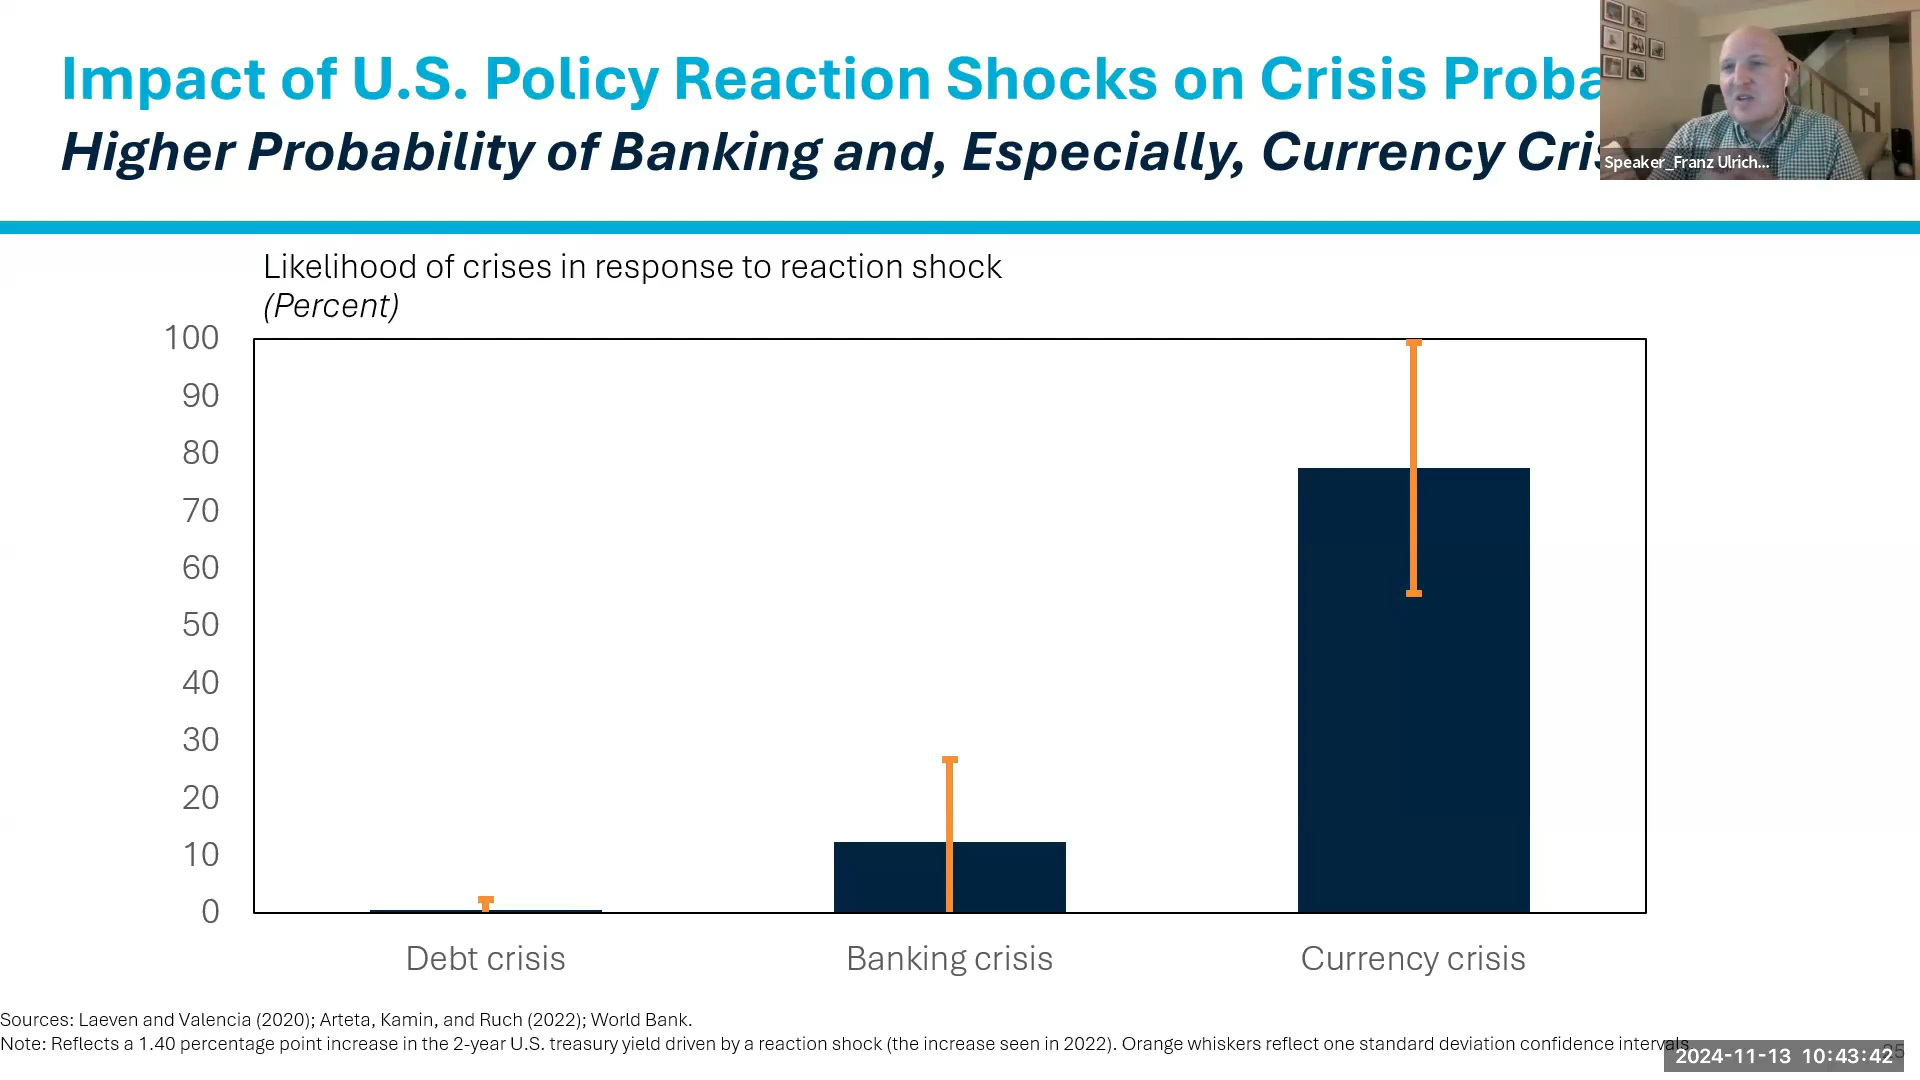 Impact of U.S. Policy Reaction Shocks on Crisis Proba
Higher Probability of Banking and, Especially, Currency Cris
Speaker_Franz Ulrich...
Likelihood of crises in response to reaction shock
(Percent)
100
90
80
70
60
50
40
30
20
10
0
Debt crisis
Banking crisis
Currency crisis
Sources: Laeven and Valencia (2020); Arteta, Kamin, and Ruch (2022); World Bank.
Note: Reflects a 1.40 percentage point increase in the 2-year U.S. treasury yield driven by a reaction shock (the increase seen in 2022). Orange whiskers reflect one standard deviation confidence intervals.
2024-11-13 10:43:42